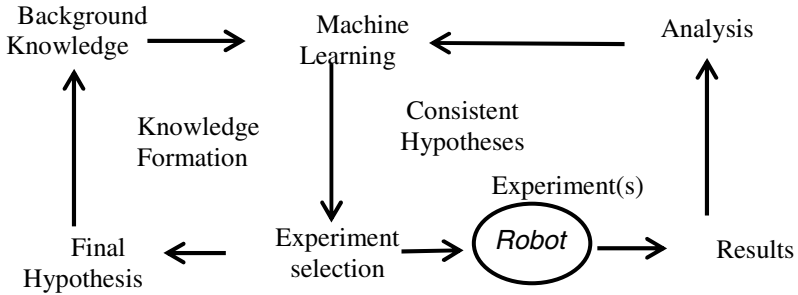 Background
Knowledge
Machine
Learning
Analysis
Knowledge
Formation
Consistent
Hypotheses
Experiment(s)
Robot
Final
Hypothesis
Experiment
selection
Results